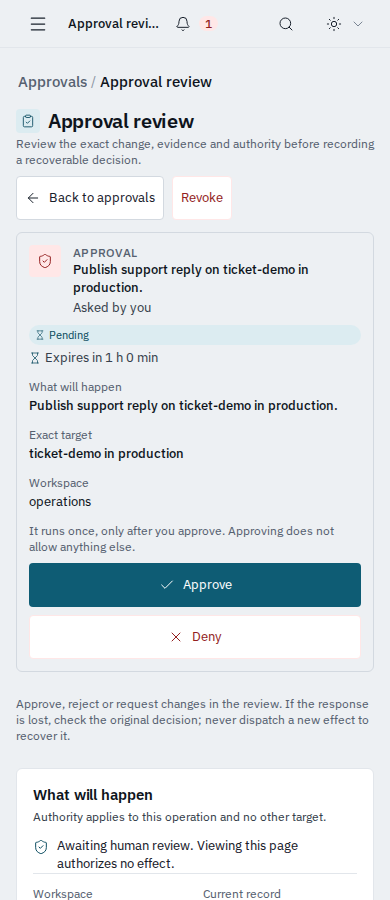 Approval revi...
1
Approvals / Approval review
Approval review
Review the exact change, evidence and authority before recording
a recoverable decision.
Back to approvals
Revoke
APPROVAL
Publish support reply on ticket-demo in
production.
Asked by you
Pending
Expires in 1 h 0 min
What will happen
Publish support reply on ticket-demo in production.
Exact target
ticket-demo in production
Workspace
operations
It runs once, only after you approve. Approving does not
allow anything else.
Approve
Deny
Approve, reject or request changes in the review. If the response
is lost, check the original decision; never dispatch a new effect to
recover it.
What will happen
Authority applies to this operation and no other target.
Awaiting human review. Viewing this page
authorizes no effect.
Workspace
Current record